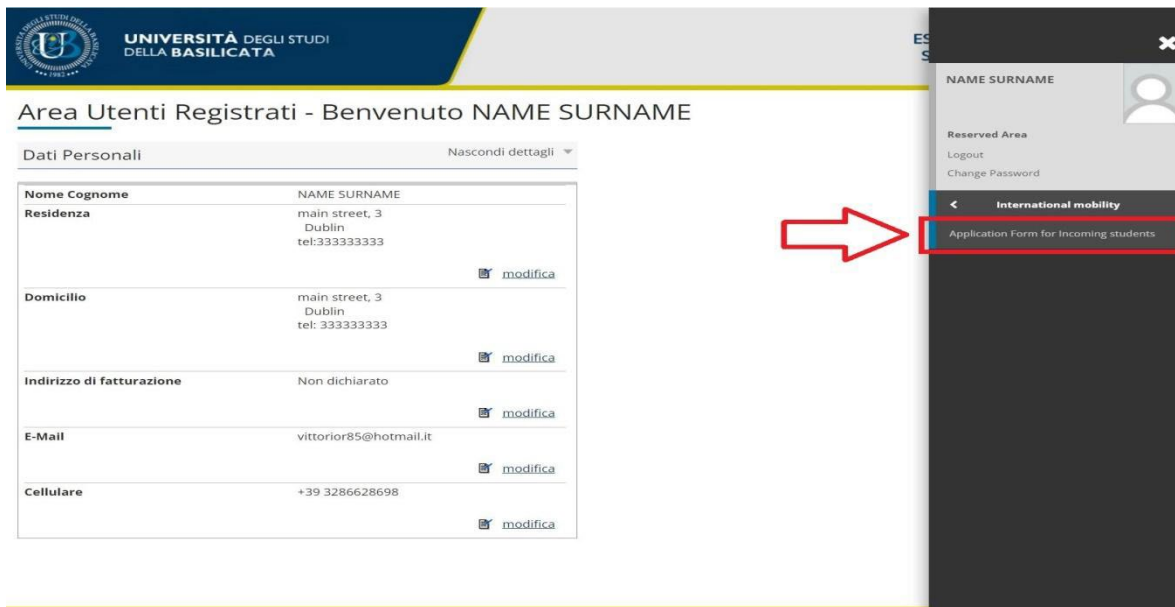 UNIVERSITÀ DEGLI STUDI
DELLA BASILICATA
ES
S
Area Utenti Registrati - Benvenuto NAME SURNAME
Dati Personali
Nascondi dettagli
Nome Cognome NAME SURNAME
Residenza main street, 3
Dublin
tel:333333333
modifica
Domicilio main street, 3
Dublin
tel: 333333333
modifica
Indirizzo di fatturazione Non dichiarato
modifica
E-Mail vittorior85@hotmail.it
modifica
Cellulare +39 3286628698
modifica
NAME SURNAME
Reserved Area
Logout
Change Password
International mobility
Application Form for Incoming students